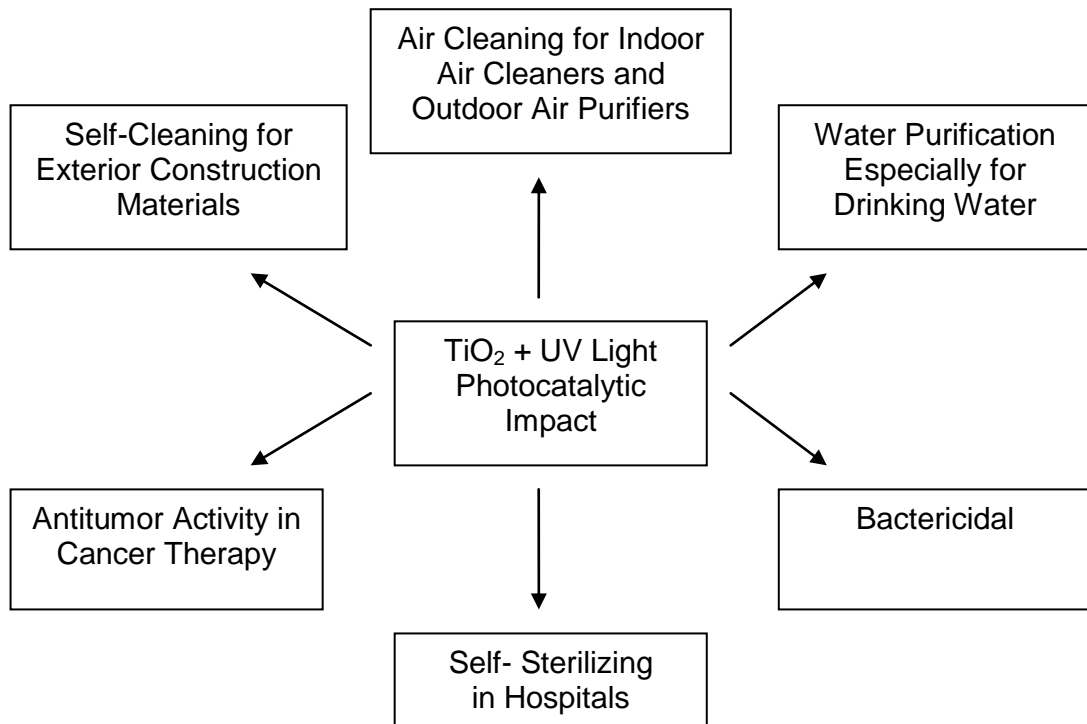 Air Cleaning for Indoor
Air Cleaners and
Outdoor Air Purifiers
Self-Cleaning for
Exterior Construction
Materials
Water Purification
Especially for
Drinking Water
TiO₂ + UV Light
Photocatalytic
Impact
Antitumor Activity in
Cancer Therapy
Bactericidal
Self- Sterilizing
in Hospitals